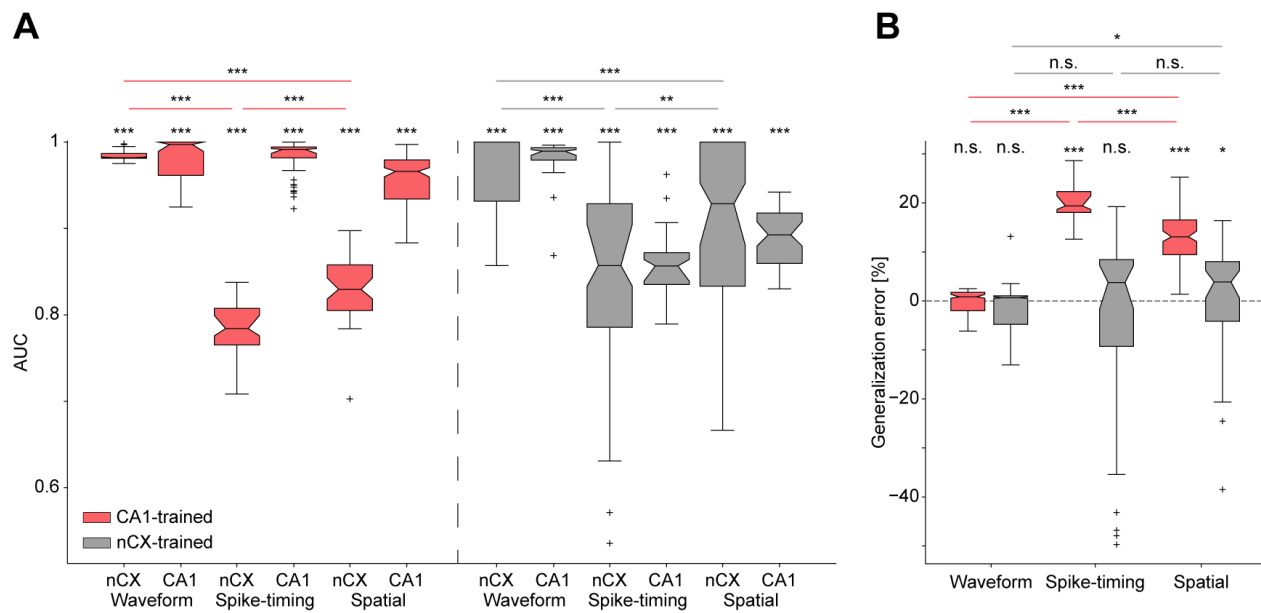 A
B
***
***
***
***
*** *** *** *** *** ***
***
***
**
*** *** *** *** *** ***
*
n.s.
n.s.
***
***
***
n.s. n.s. *** n.s. *** *
AUC
1
0.8
0.6
CA1-trained
nCX-trained
nCX CA1 nCX CA1 nCX CA1
Waveform Spike-timing Spatial
nCX CA1 nCX CA1 nCX CA1
Waveform Spike-timing Spatial
Generalization error [%]
20
0
−20
−40
Waveform Spike-timing Spatial